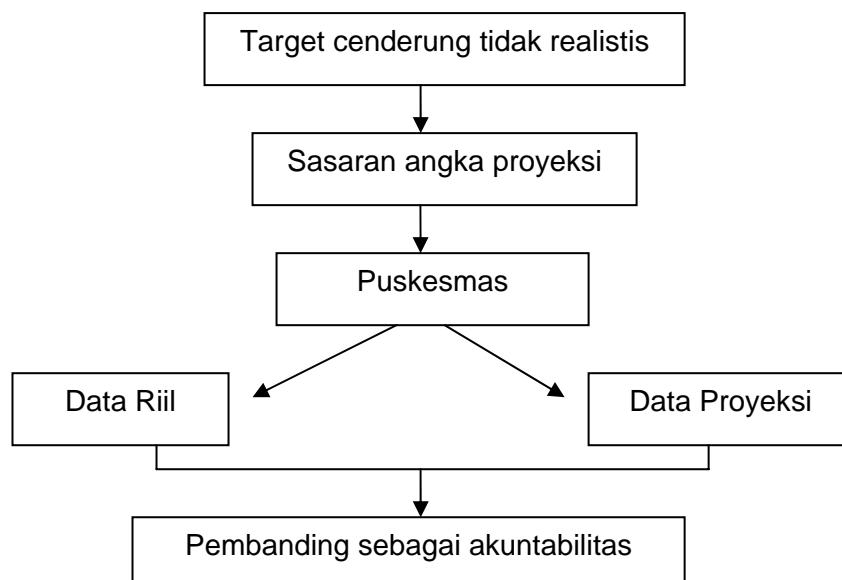 Target cenderung tidak realistis
Sasaran angka proyeksi
Puskesmas
Data Riil
Data Proyeksi
Pembanding sebagai akuntabilitas